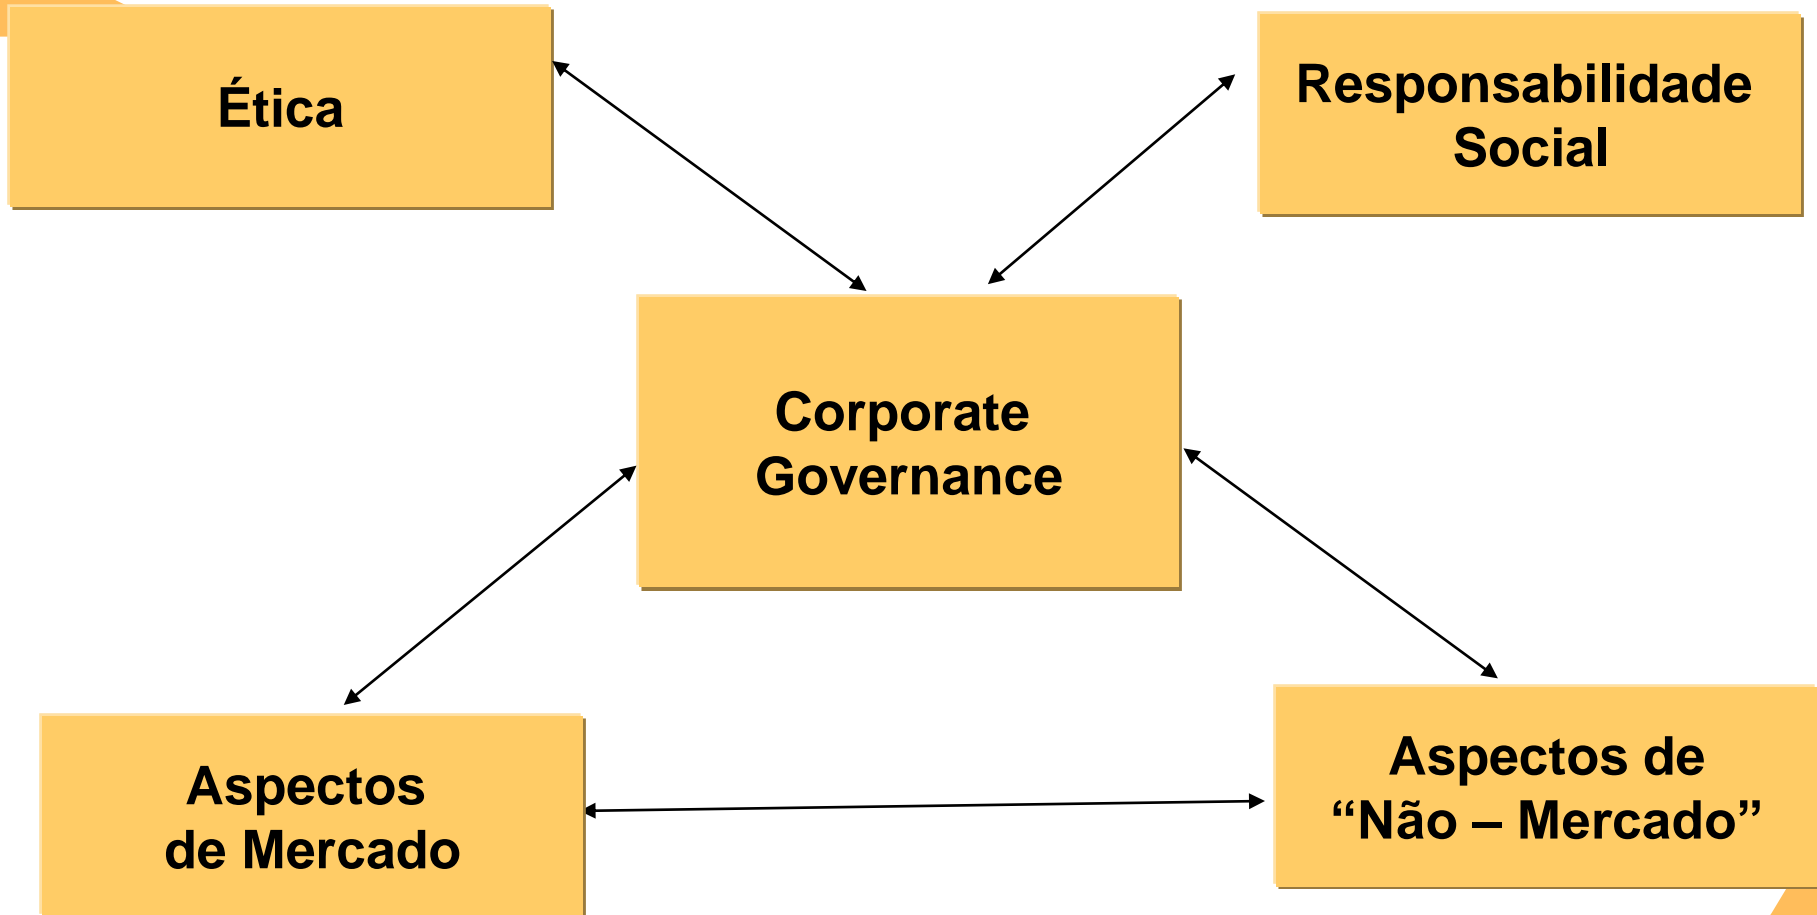 Ética
Responsabilidade
Social
Corporate
Governance
Aspectos
de Mercado
Aspectos de
“Não – Mercado”